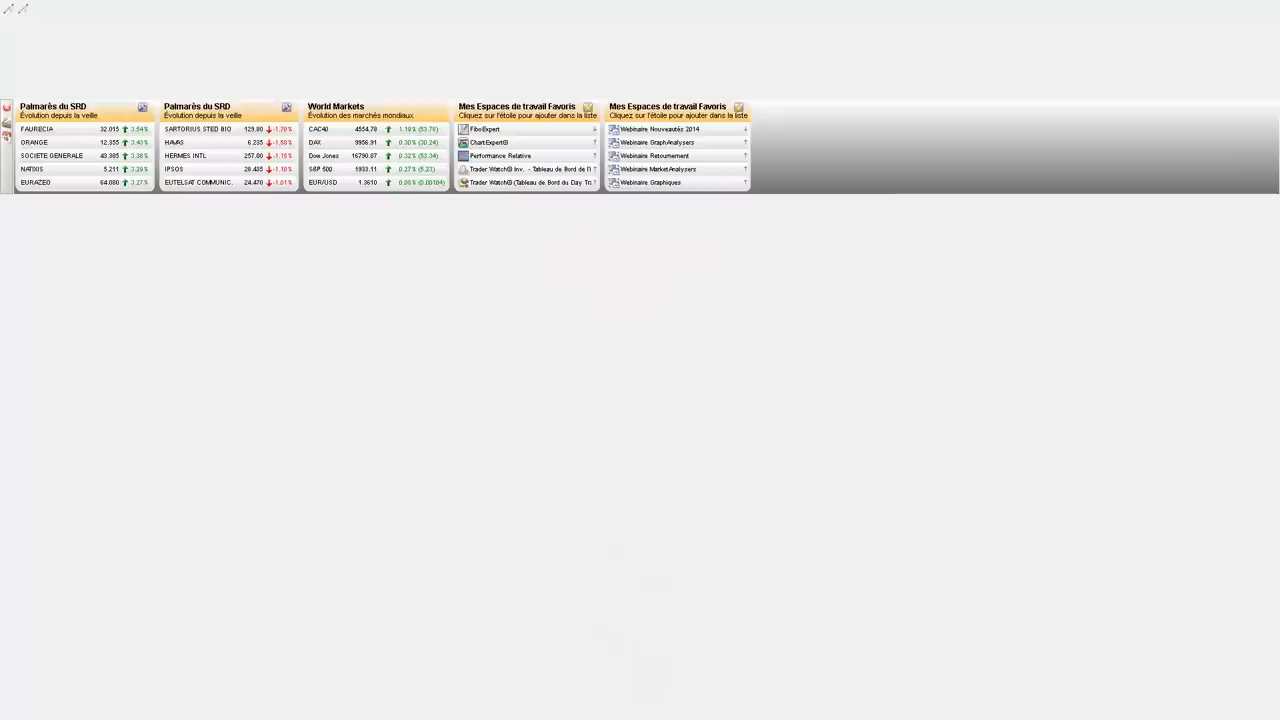 Palmarès du SRD
Évolution depuis la veille
FAURECIA 32.015 3.54%
ORANGE 12.355 3.43%
SOCIETE GENERALE 43.385 3.38%
NATIXIS 5.211 3.28%
EURAZEO 64.080 3.27%
Palmarès du SRD
Évolution depuis la veille
SARTORIUS STED BIO 129.80 -1.70%
HAVAS 6.235 -1.58%
HERMES INTL 257.00 -1.15%
IPSOS 28.435 -1.10%
EUTELSAT COMMUNIC. 24.470 -1.01%
World Markets
Évolution des marchés mondiaux
CAC40 4554.78 1.19% (53.78)
DAX 9956.91 0.30% (30.24)
Dow Jones 16790.87 0.32% (53.34)
S&P 500 1933.11 0.27% (5.23)
EUR/USD 1.3610 0.08% (0.00104)
Mes Espaces de travail Favoris
Cliquez sur l'étoile pour ajouter dans la liste
FiboExpert
ChartExpert®
Performance Relative
Trader Watch® Inv. - Tableau de Bord de l'I
Trader Watch® (Tableau de Bord du Day Tra
Mes Espaces de travail Favoris
Cliquez sur l'étoile pour ajouter dans la liste
Webinaire Nouveautés 2014
Webinaire GraphAnalysers
Webinaire Retournement
Webinaire MarketAnalysers
Webinaire Graphiques